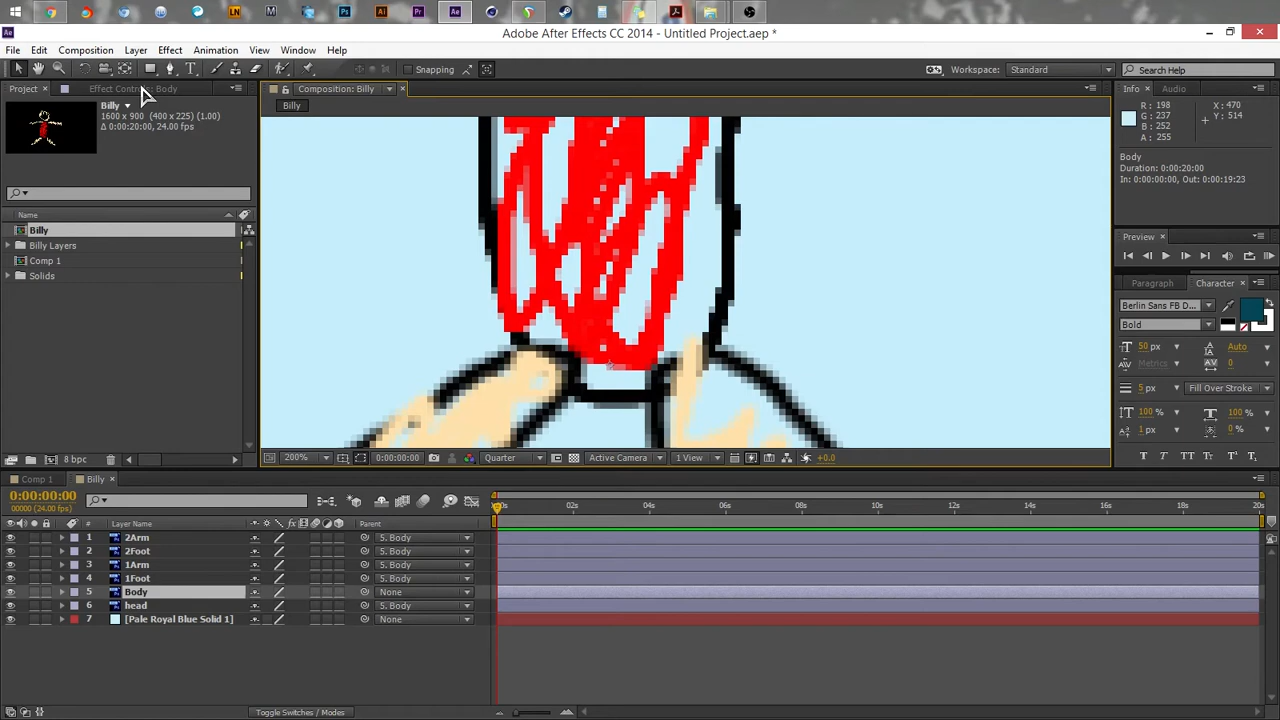 Adobe After Effects CC 2014 - Untitled Project.aep *
File Edit Composition Layer Effect Animation View Window Help
Snapping
Workspace: Standard
Search Help
Project
Effect Controls: Body
Composition: Billy
Info
Audio
Billy
1600 x 900 (400 x 225) (1.00)
Δ 0:00:20:00, 24.00 fps
Billy
R : 198
G : 237
B : 252
A : 255
X : 470
Y : 514
Body
Duration: 0:00:20:00
In: 0:00:00:00, Out: 0:00:19:23
Name
Billy
Billy Layers
Comp 1
Solids
Preview
Paragraph
Character
Berlin Sans FB D...
Bold
50 px
Auto
Metrics
0
5 px
Fill Over Stroke
100 %
100 %
1 px
0 %
8 bpc
200%
0:00:00:00
Quarter
Active Camera
1 View
+0.0
Comp 1
Billy
0:00:00:00
00000 (24.00 fps)
# Layer Name
Parent
02s 04s 06s 08s 10s 12s 14s 16s 18s 20s
1 2Arm 5. Body
2 2Foot 5. Body
3 1Arm 5. Body
4 1Foot 5. Body
5 Body None
6 head 5. Body
7 [Pale Royal Blue Solid 1] None
Toggle Switches / Modes